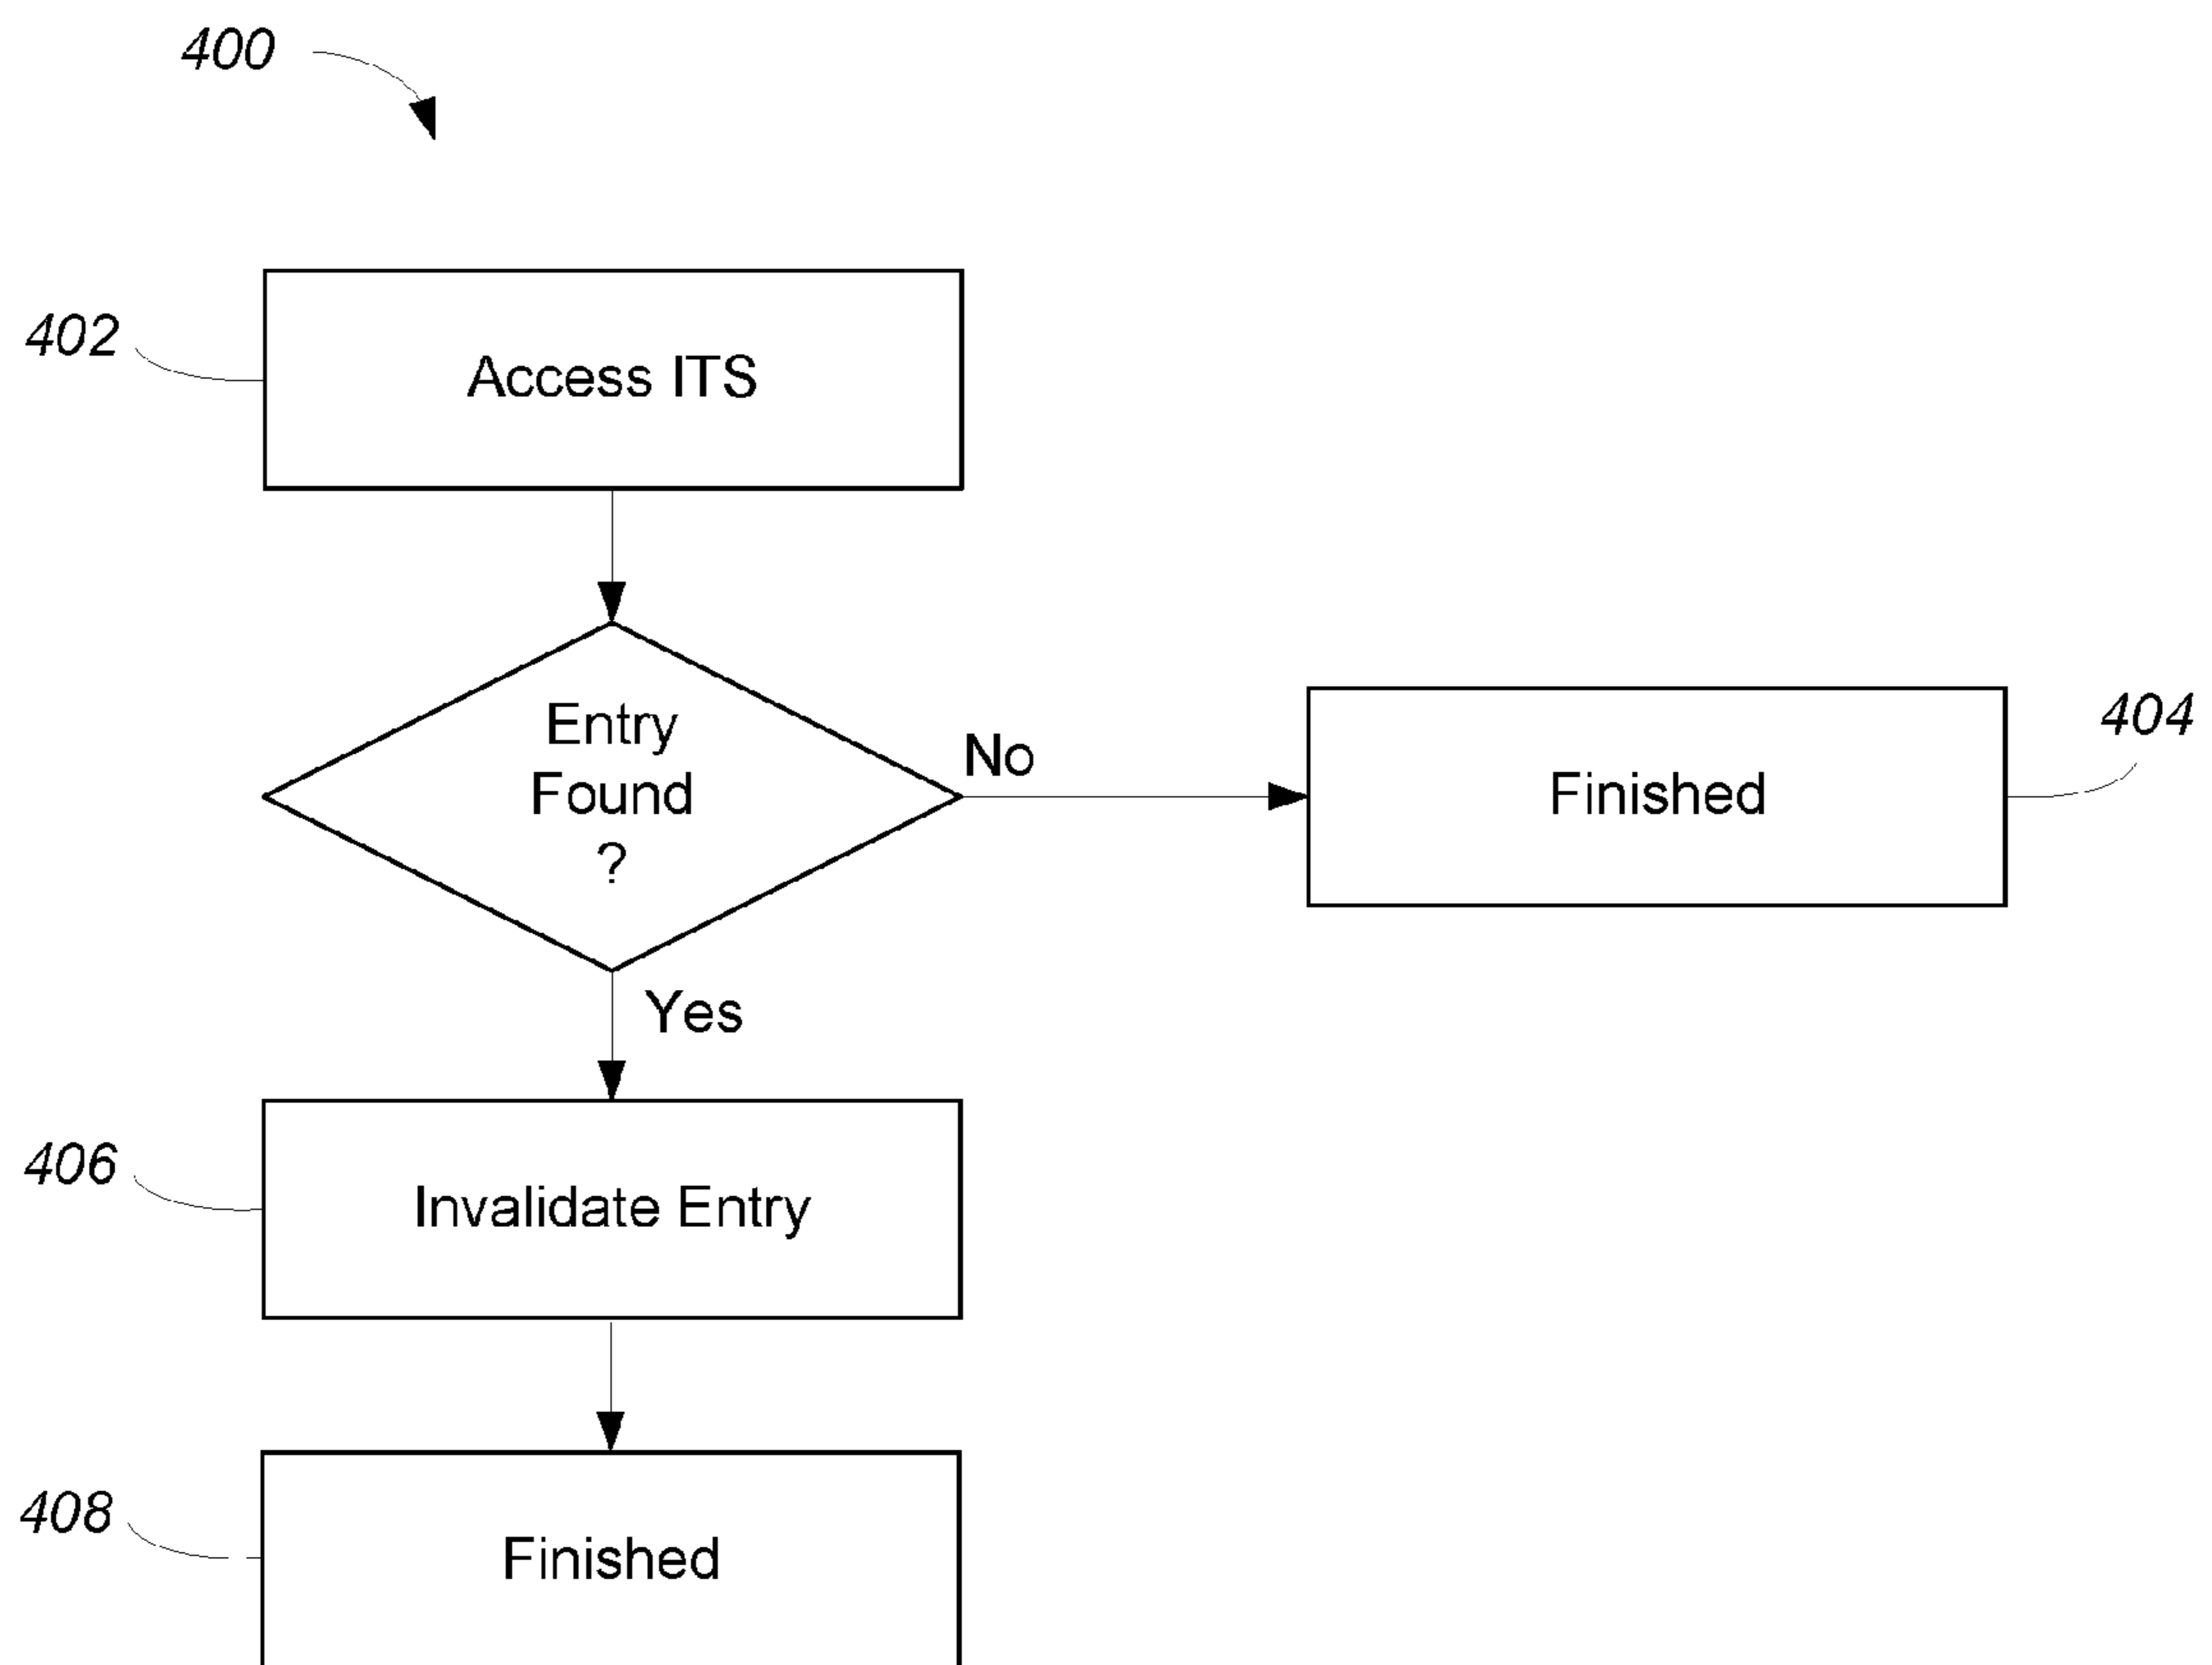 400
402
Access ITS
Entry
Found
?
No
Finished
404
Yes
406
Invalidate Entry
408
Finished